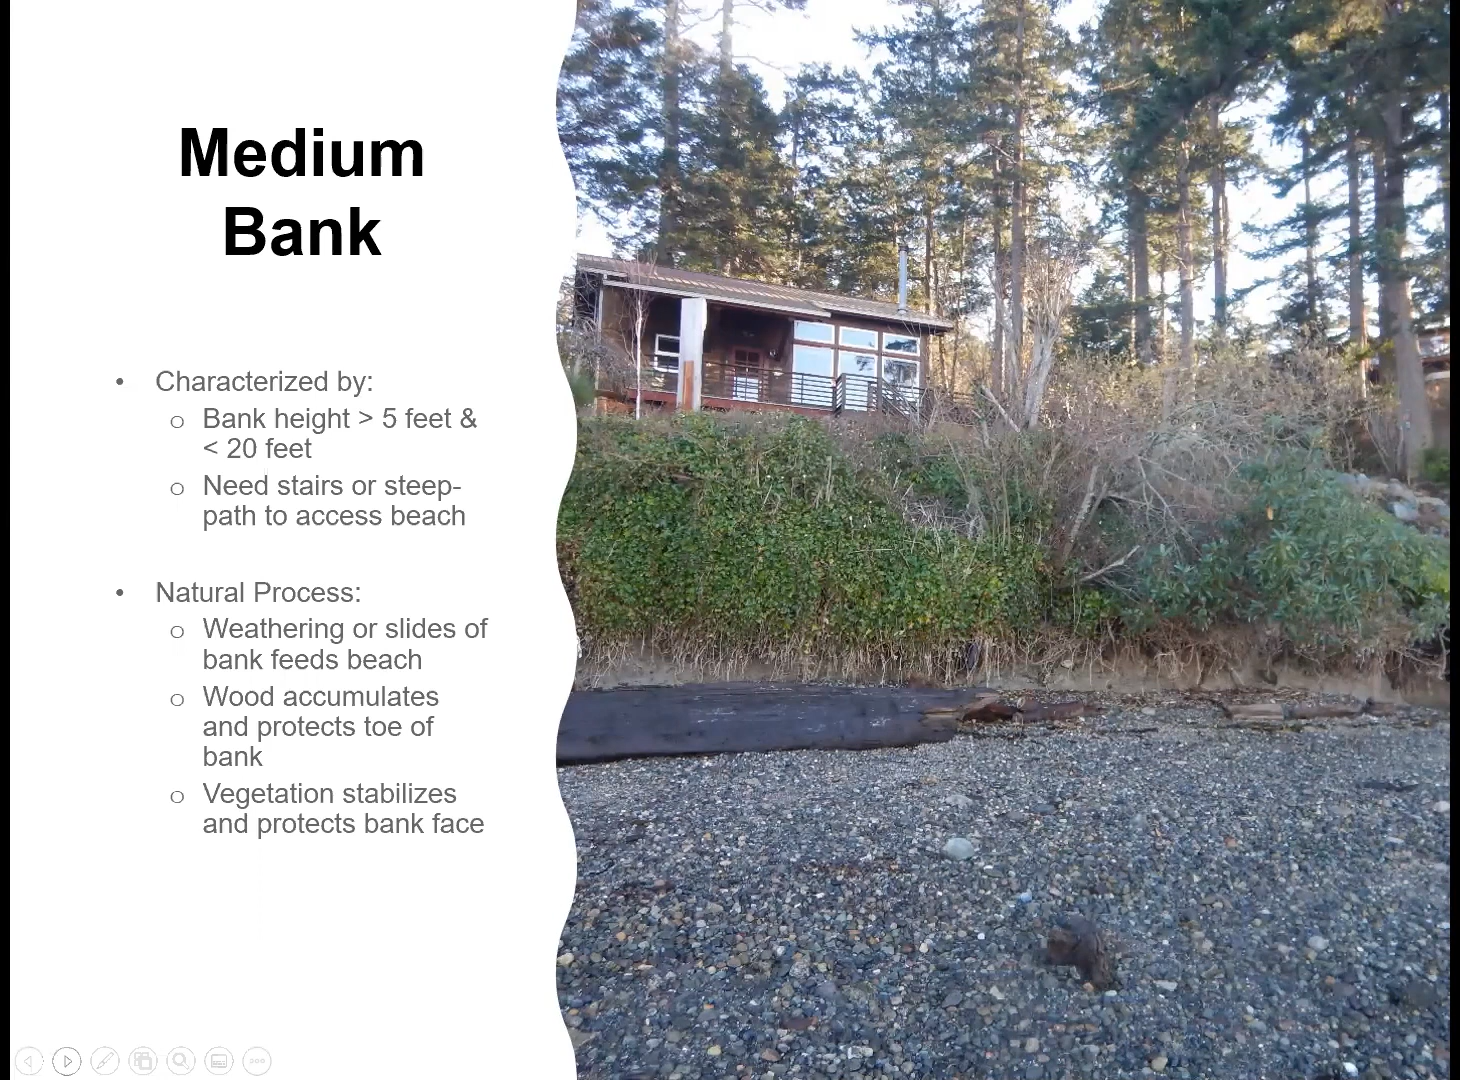 Medium
Bank
• Characterized by:
o Bank height > 5 feet &
< 20 feet
o Need stairs or steep-
path to access beach
• Natural Process:
o Weathering or slides of
bank feeds beach
o Wood accumulates
and protects toe of
bank
o Vegetation stabilizes
and protects bank face